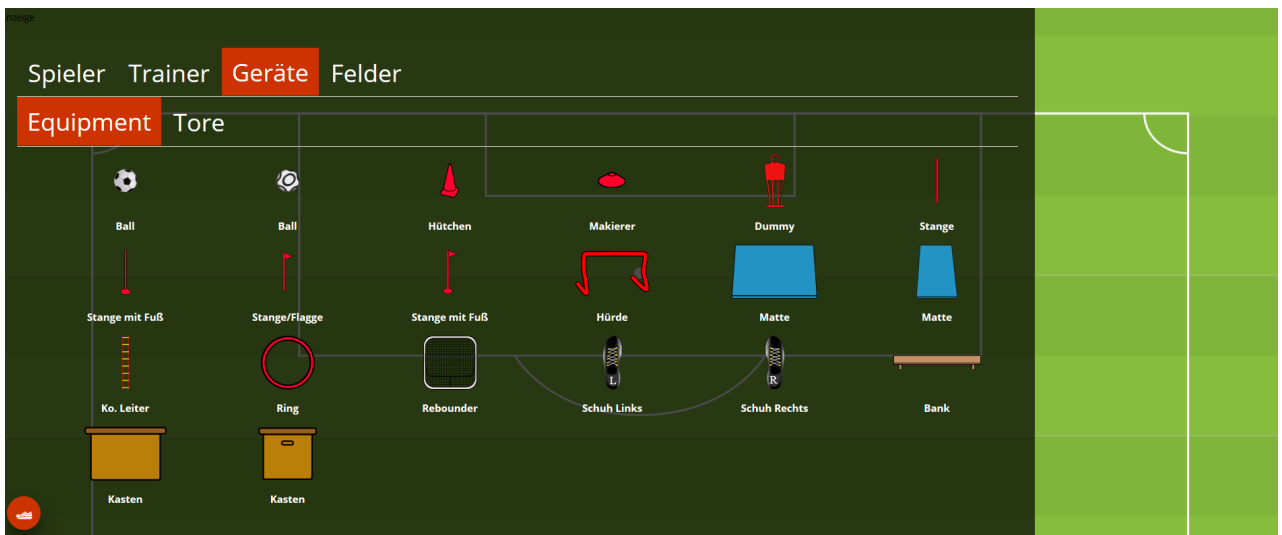 nzeige
Spieler Trainer Geräte Felder
Equipment Tore
Ball Ball Hütchen Makierer Dummy Stange
Stange mit Fuß Stange/Flagge Stange mit Fuß Hürde Matte Matte
L R
Ko. Leiter Ring Rebounder Schuh Links Schuh Rechts Bank
Kasten Kasten